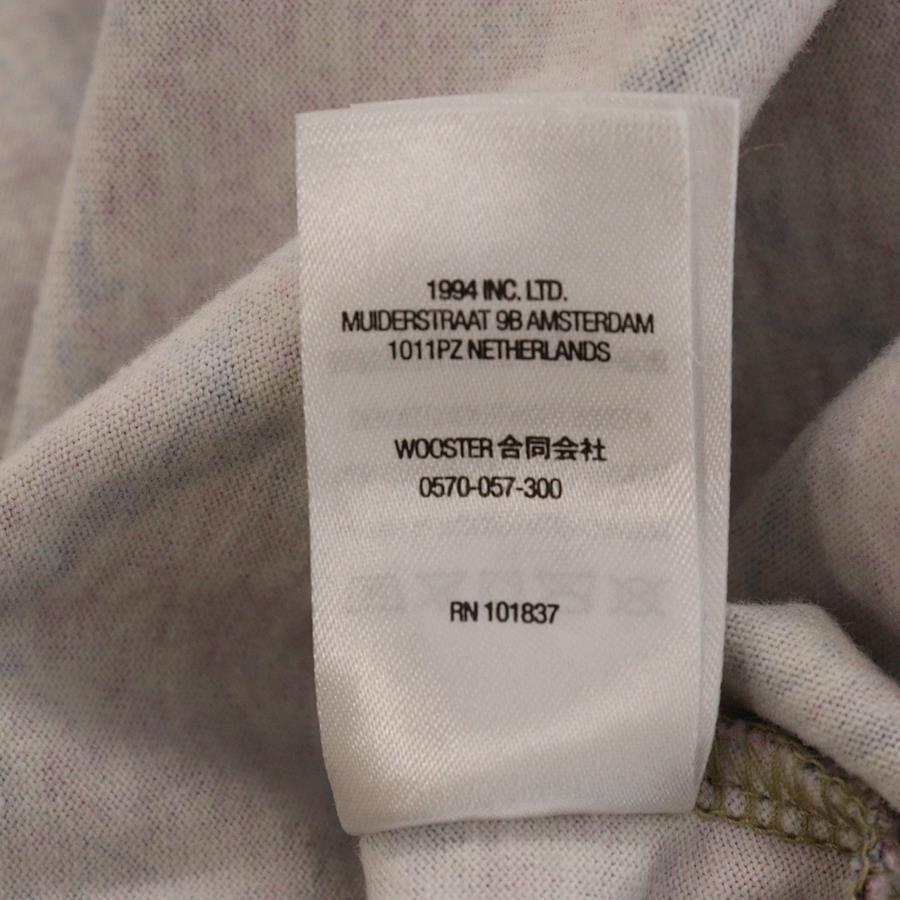 1994 INC. LTD.
MUIDERSTRAAT 9B AMSTERDAM
1011PZ NETHERLANDS
WOOSTER 合同会社
0570-057-300
RN 101837